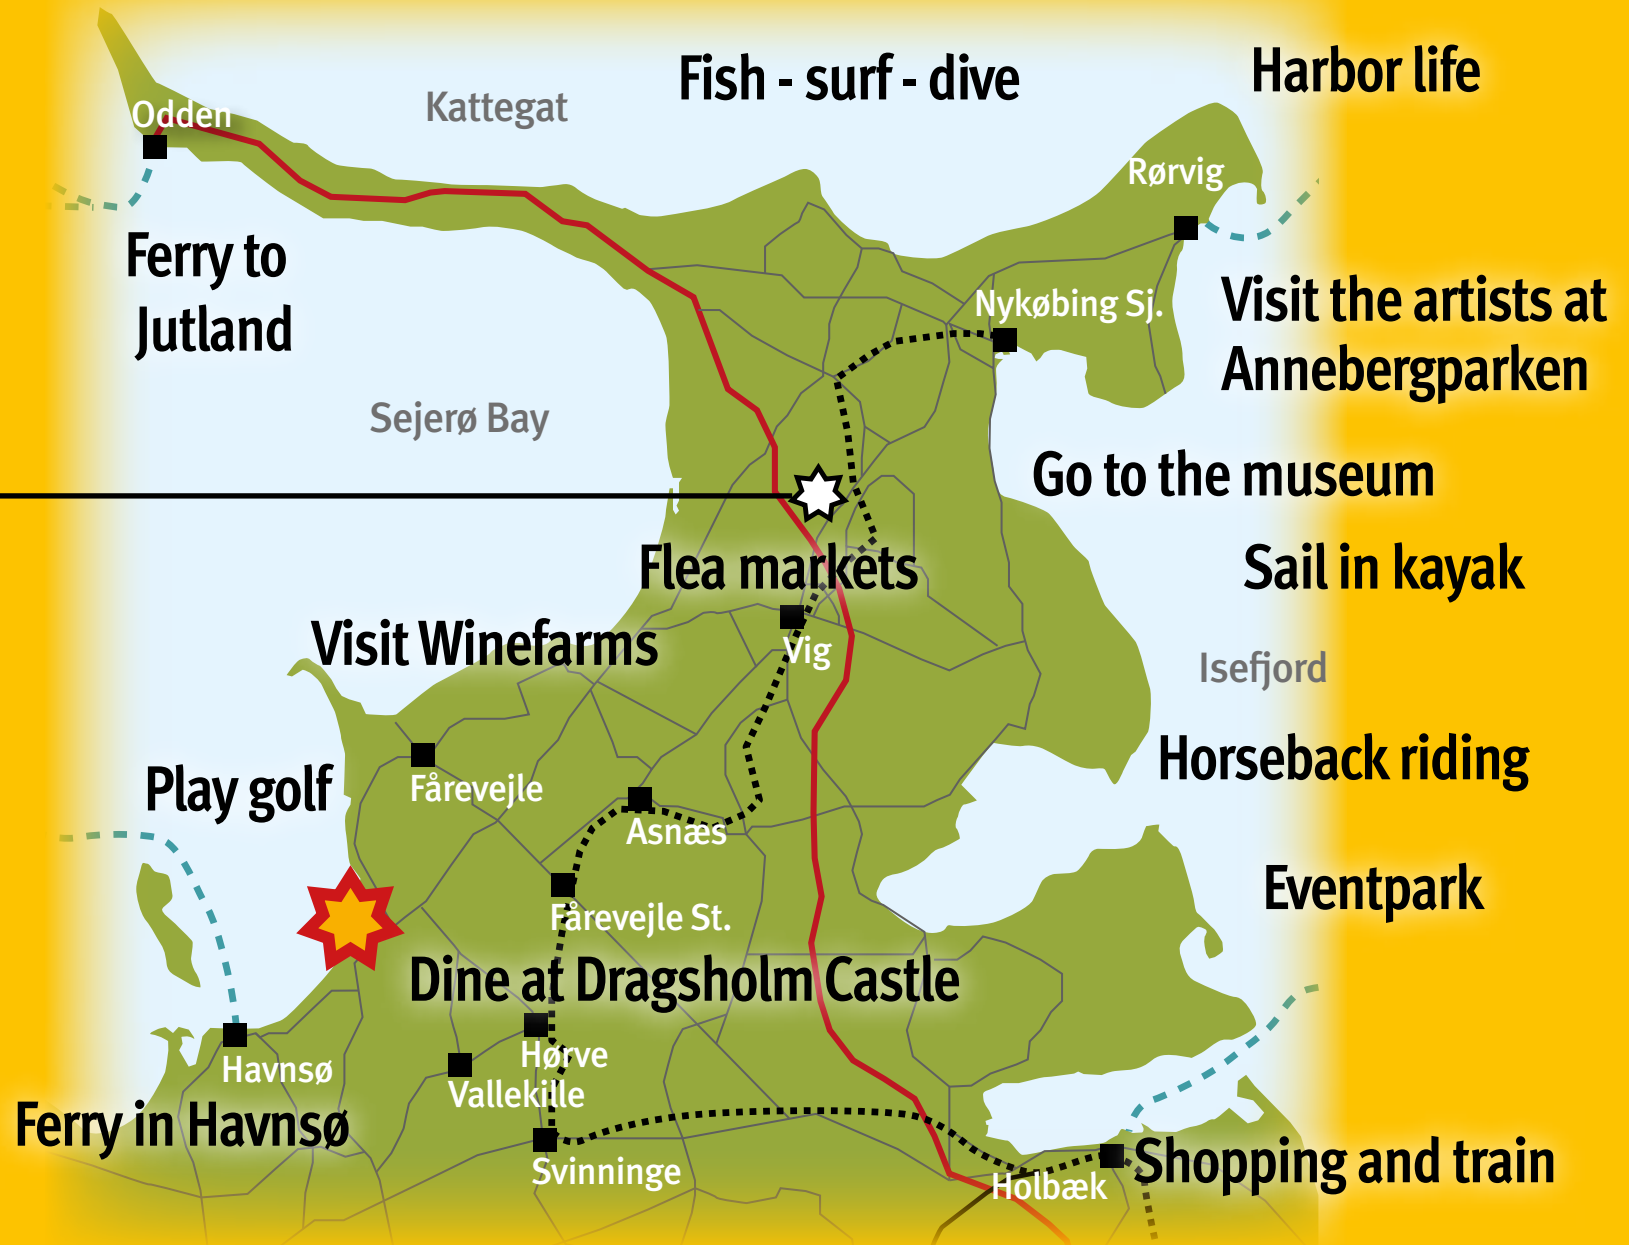 Fish - surf - dive
Harbor life
Kattegat
Odden
Rørvig
Ferry to
Jutland
Nykøbing Sj.
Visit the artists at
Annebergparken
Sejerø Bay
Go to the museum
Flea markets
Sail in kayak
Visit Winefarms
Vig
Isefjord
Horseback riding
Play golf
Fårevejle
Asnæs
Eventpark
Fårevejle St.
Dine at Dragsholm Castle
Hørve
Havnsø
Vallekille
Ferry in Havnsø
Svinninge
Shopping and train
Holbæk